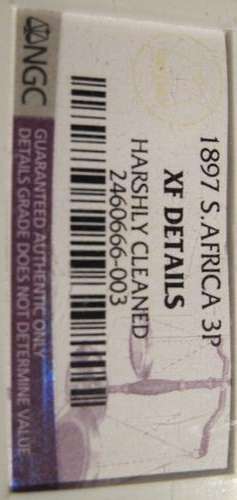 1897 S.AFRICA 3P
XF DETAILS
HARSHLY CLEANED
2460666-003
NGC
GUARANTEED AUTHENTIC ONLY
DETAILS GRADE DOES NOT DETERMINE VALUE